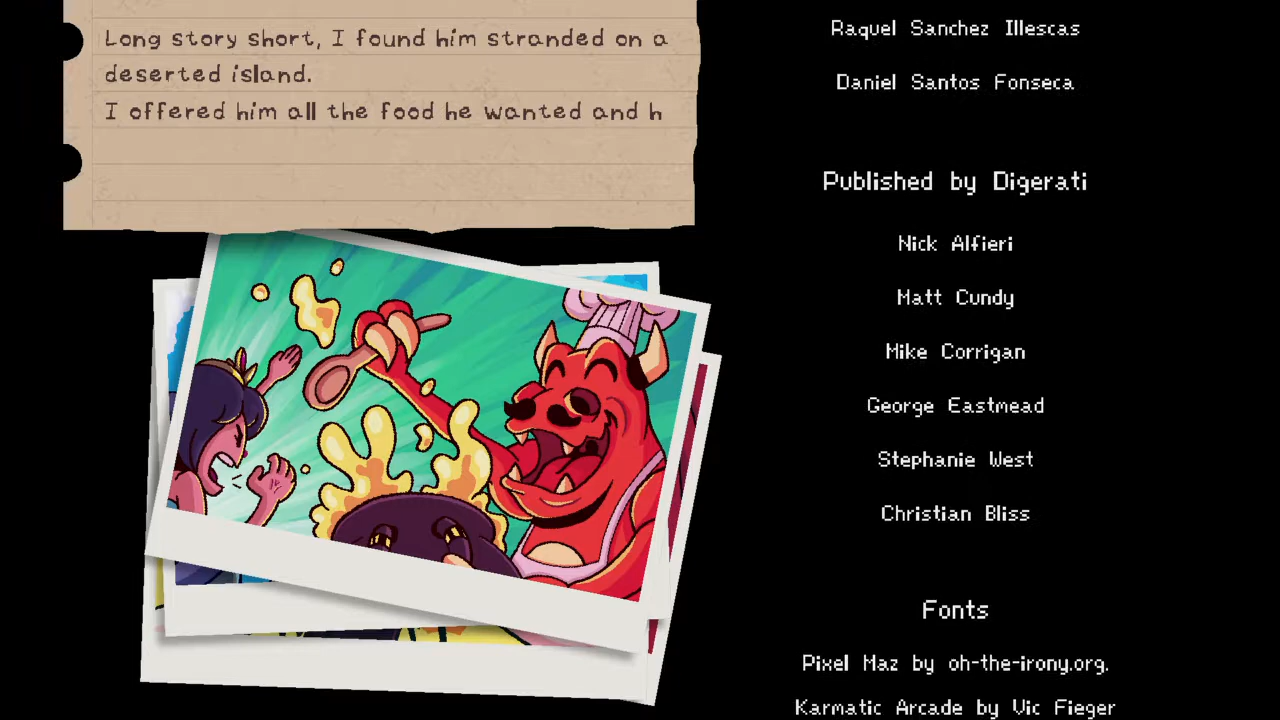 Long story short, I found him stranded on a
deserted island.
I offered him all the food he wanted and h
Raquel Sanchez Illescas
Daniel Santos Fonseca
Published by Digerati
Nick Alfieri
Matt Cundy
Mike Corrigan
George Eastmead
Stephanie West
Christian Bliss
Fonts
Pixel Maz by oh-the-irony.org.
Karmatic Arcade by Vic Fieger